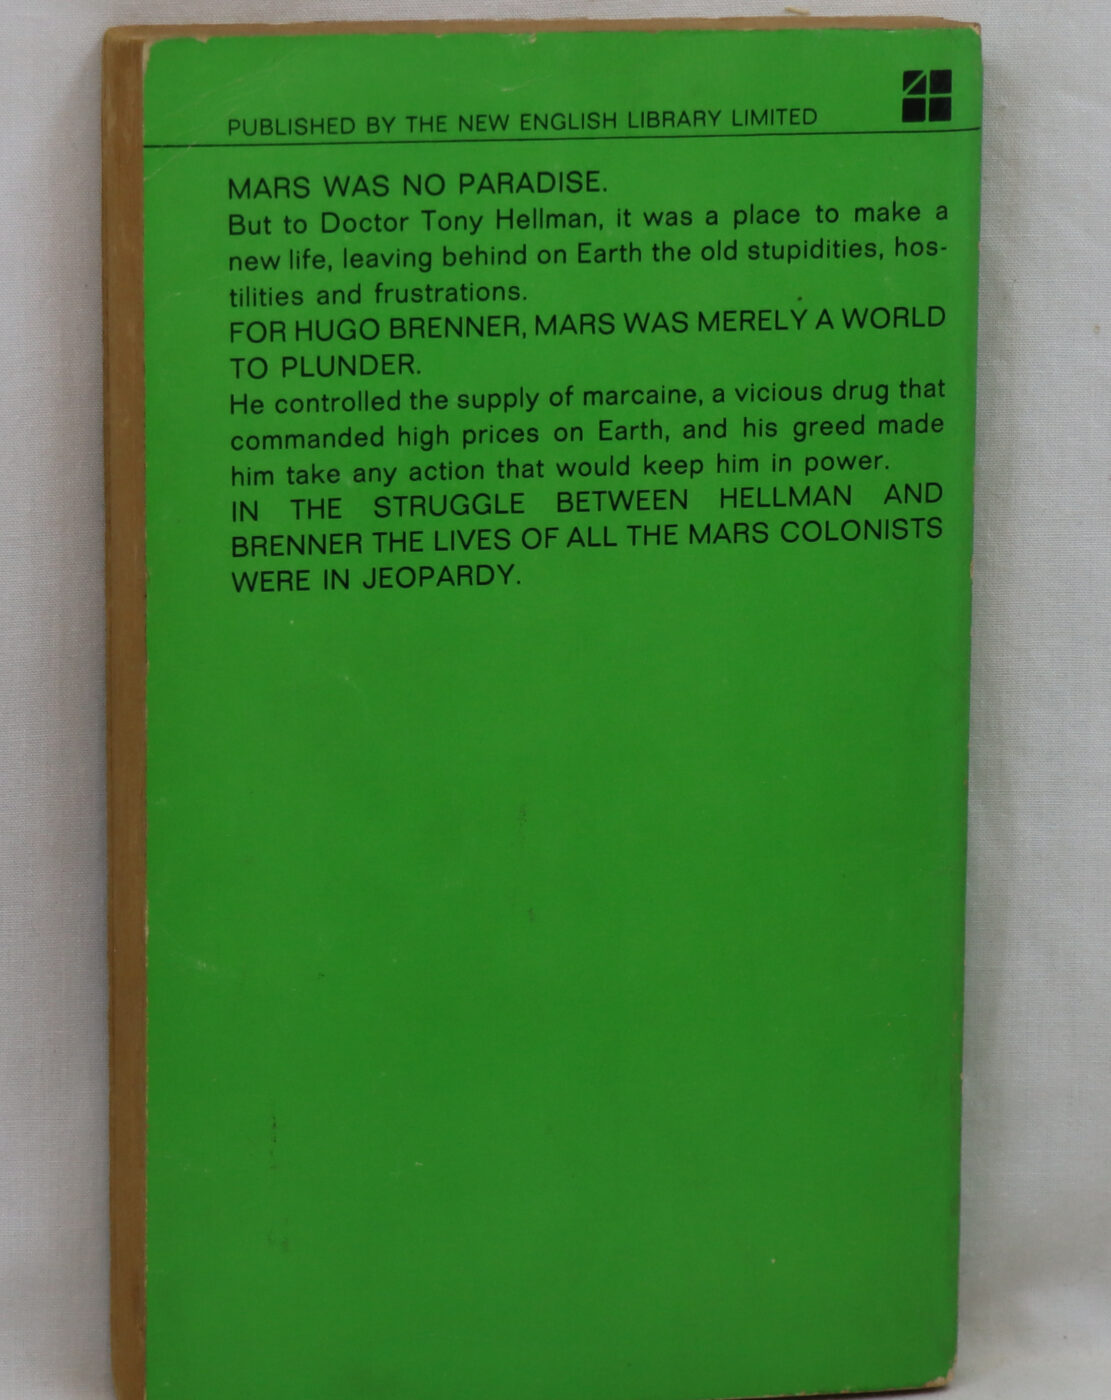 PUBLISHED BY THE NEW ENGLISH LIBRARY LIMITED
MARS WAS NO PARADISE.
But to Doctor Tony Hellman, it was a place to make a
new life, leaving behind on Earth the old stupidities, hos-
tilities and frustrations.
FOR HUGO BRENNER, MARS WAS MERELY A WORLD
TO PLUNDER.
He controlled the supply of marcaine, a vicious drug that
commanded high prices on Earth, and his greed made
him take any action that would keep him in power.
IN THE STRUGGLE BETWEEN HELLMAN AND
BRENNER THE LIVES OF ALL THE MARS COLONISTS
WERE IN JEOPARDY.